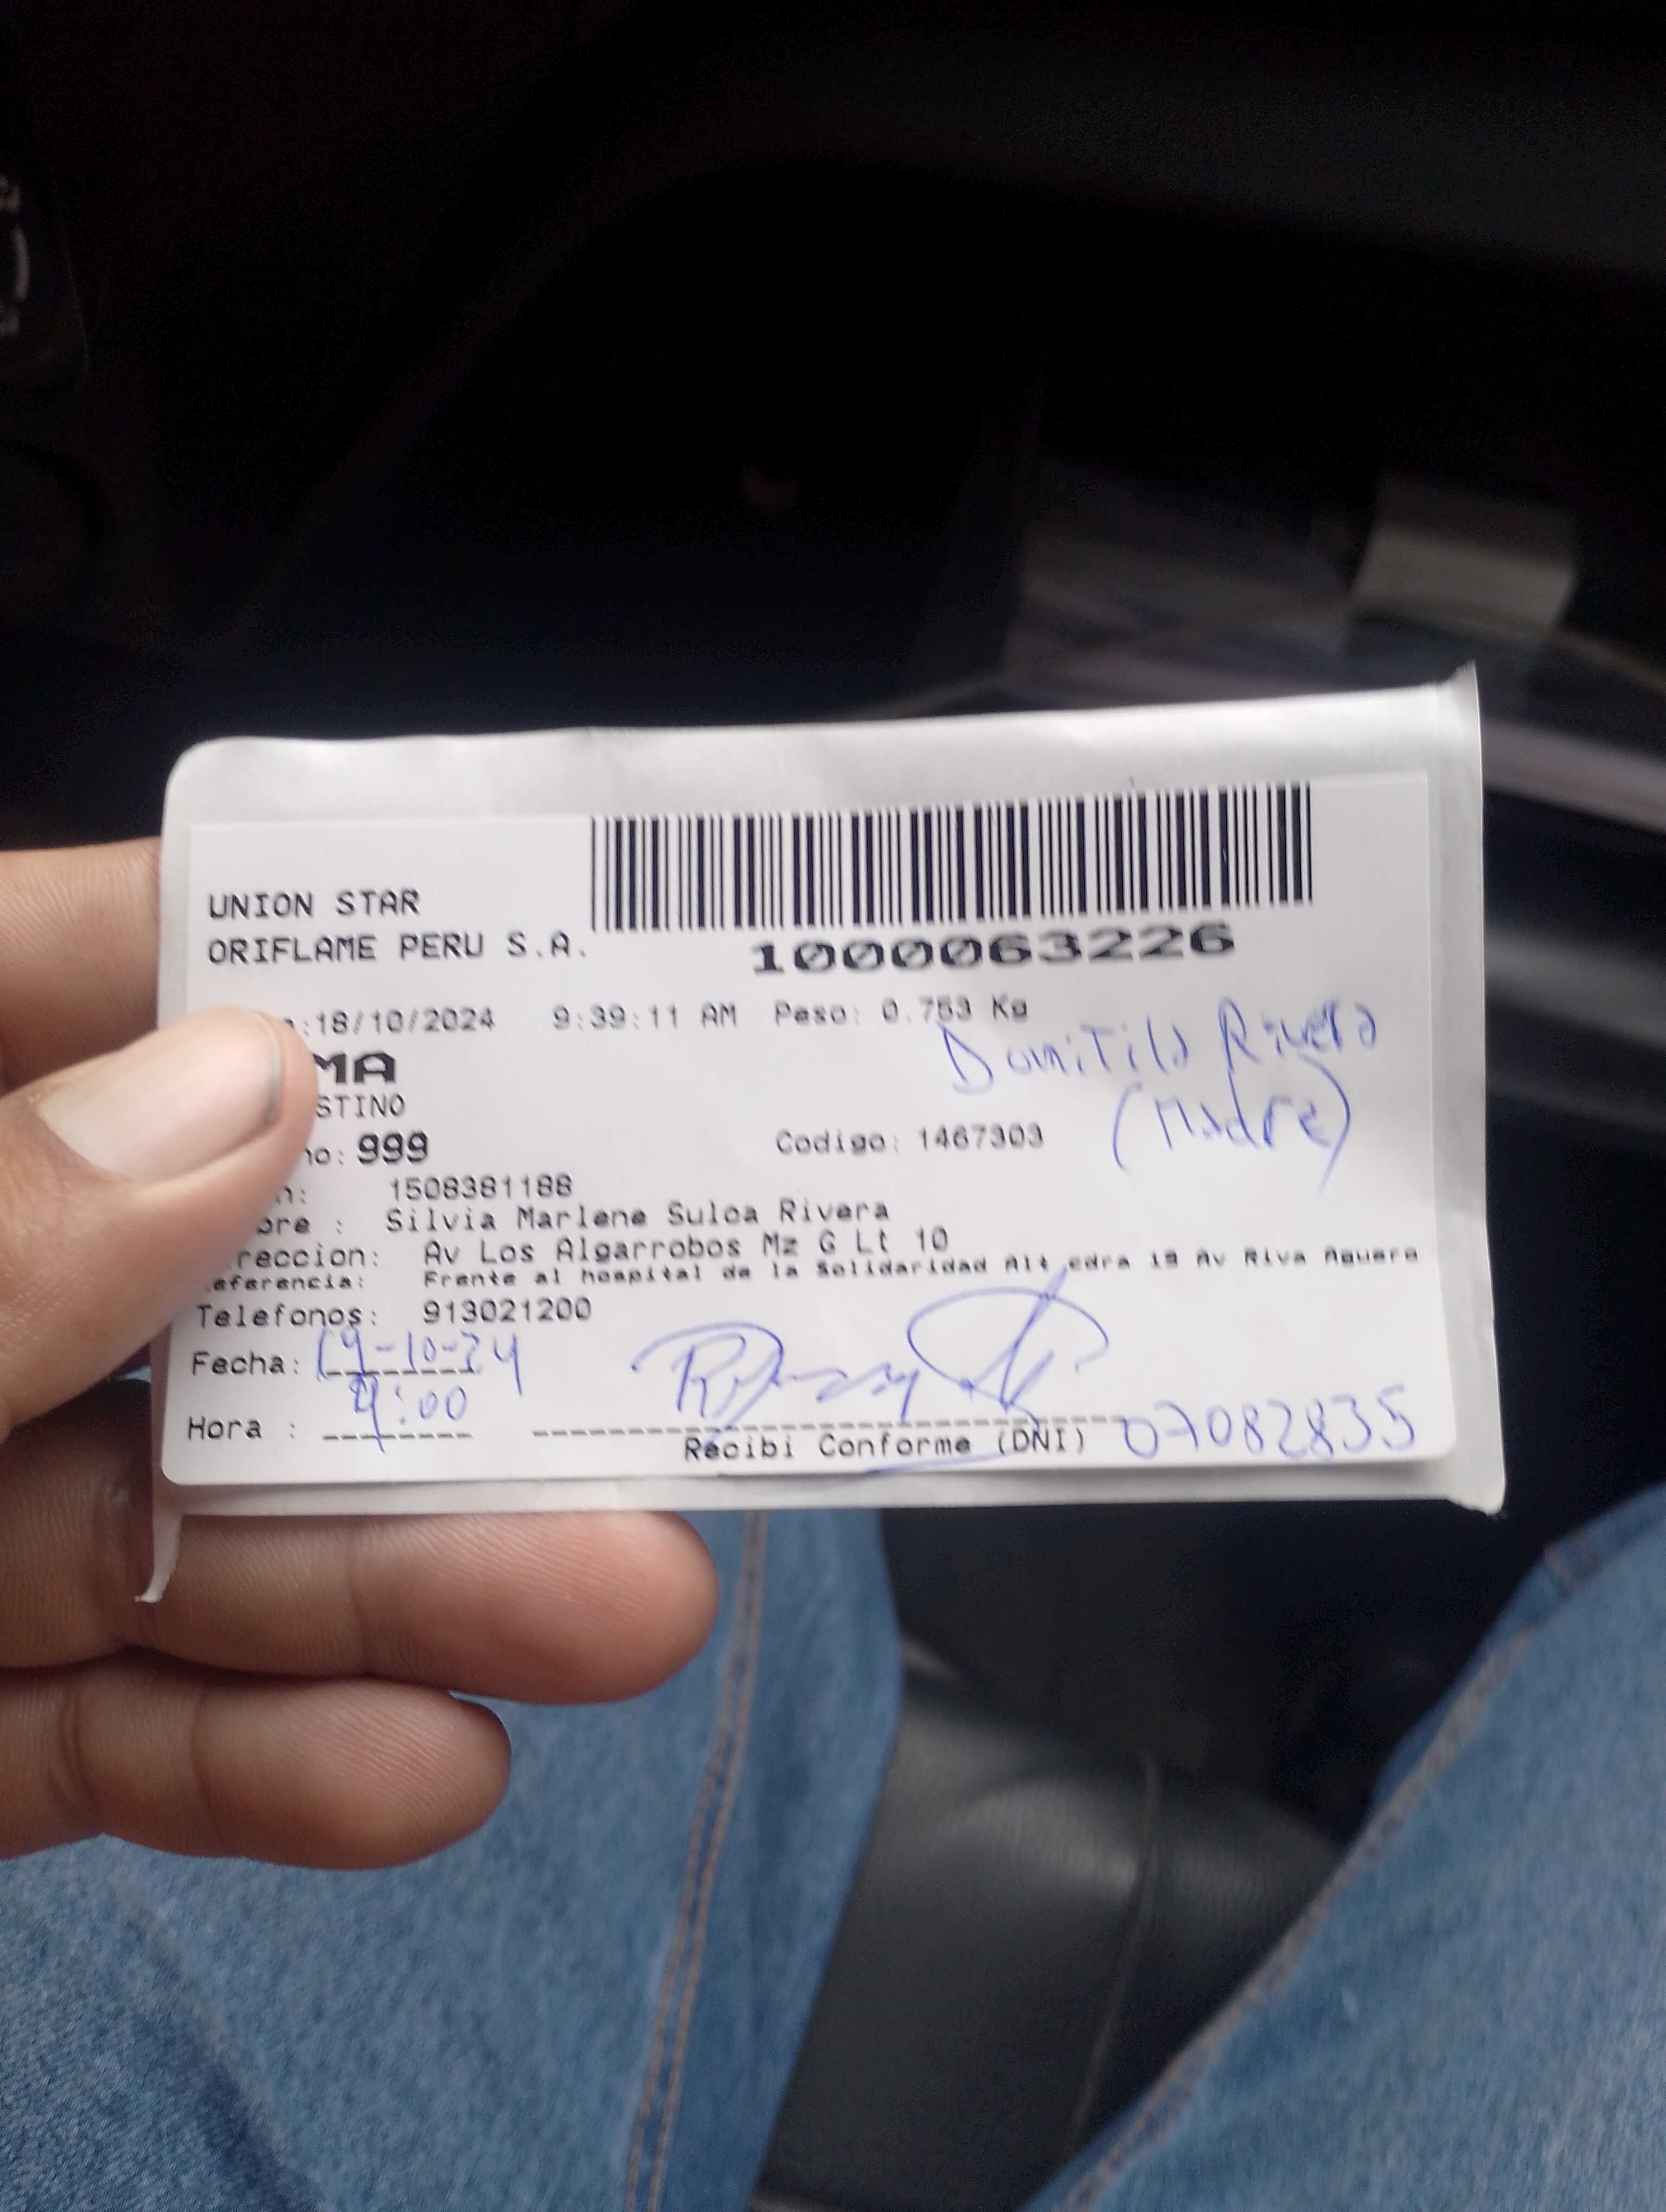 UNION STAR
ORIFLAME PERU S.A.
1000063226
:18/10/2024 9:39:11 AM Peso: 0.753 Kg
Rivera
MA
(Madre)
STINO
no: 999 Codigo: 1467303
n: 1508381188
bre : Silvia Marlene Sulca Rivera
reccion: Av Los Algarrobos Mz G Lt 10
eferencia: Frente al hospital de la Solidaridad Alt cdra 19 Av Riva Aguero
Telefonos: 913021200
Fecha: 19-10-24
Hora : :00
Recibi Conforme (DNI) 07082835